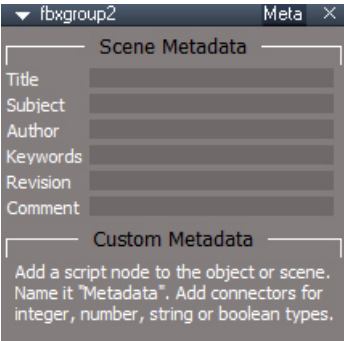 fbxgroup2 Meta
Scene Metadata
Title
Subject
Author
Keywords
Revision
Comment
Custom Metadata
Add a script node to the object or scene.
Name it "Metadata". Add connectors for
integer, number, string or boolean types.